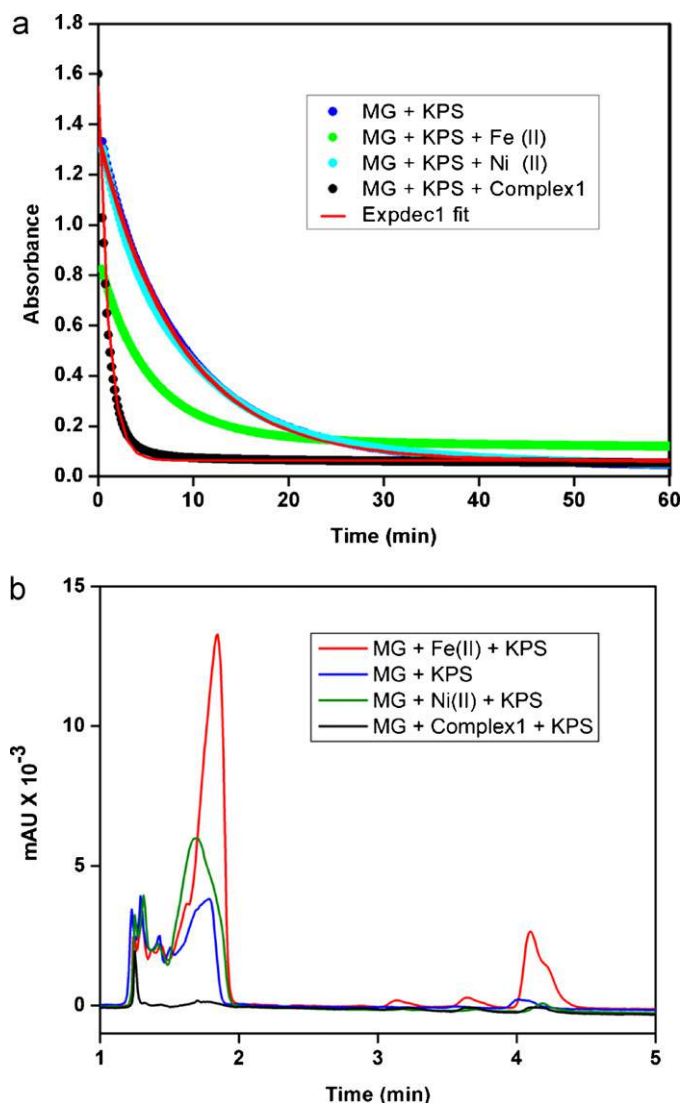 a
1.8
1.6
1.4
1.2
1.0
0.8
0.6
0.4
0.2
0.0
Absorbance
MG + KPS
MG + KPS + Fe (II)
MG + KPS + Ni (II)
MG + KPS + Complex1
Expdec1 fit
0 10 20 30 40 50 60
Time (min)
b
15
10
5
0
mAU X 10-3
MG + Fe(II) + KPS
MG + KPS
MG + Ni(II) + KPS
MG + Complex1 + KPS
1 2 3 4 5
Time (min)